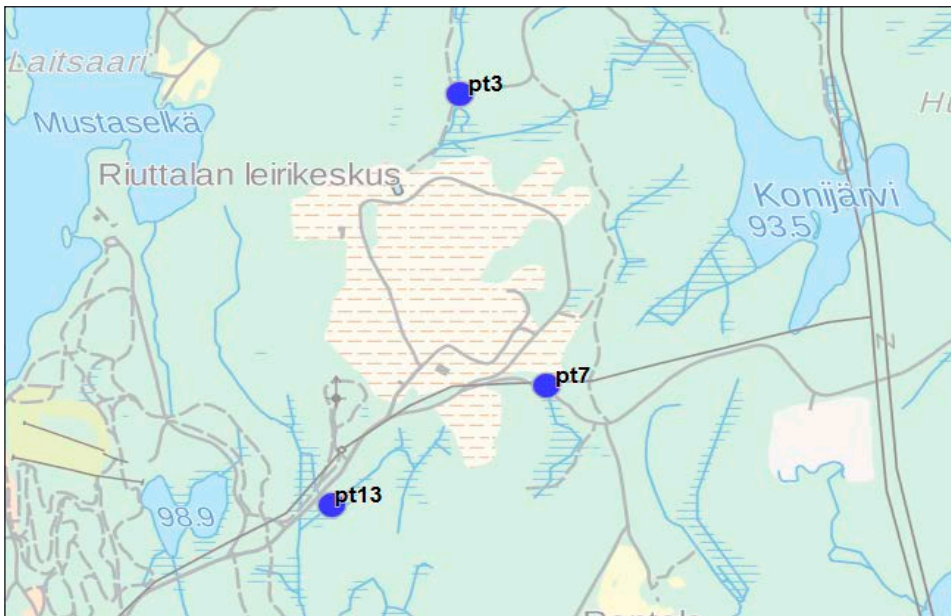 pt3
Laitsaari
Mustaselkä
Riuttalan leirikeskus
Konijärvi
93.5
pt7
pt13
98.9